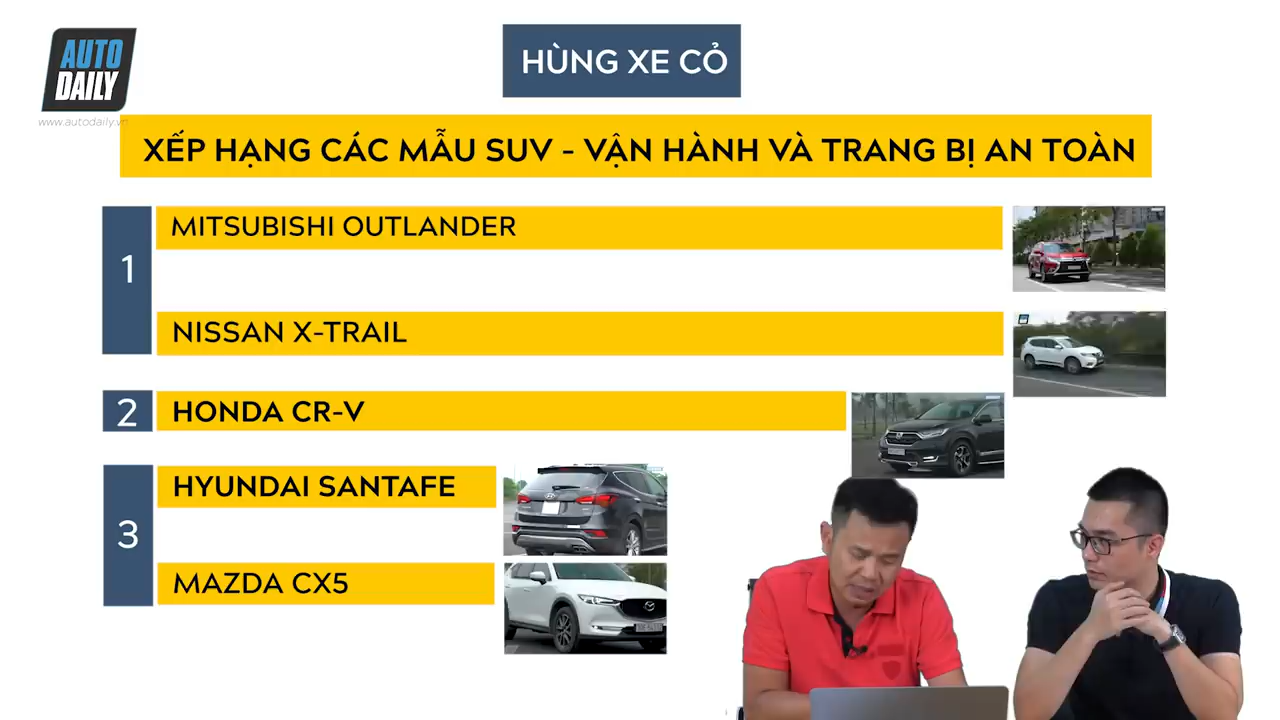 AUTO
DAILY
www.autodaily.vn
HÙNG XE CỎ
XẾP HẠNG CÁC MẪU SUV - VẬN HÀNH VÀ TRANG BỊ AN TOÀN
1
MITSUBISHI OUTLANDER
NISSAN X-TRAIL
2
HONDA CR-V
3
HYUNDAI SANTAFE
MAZDA CX5